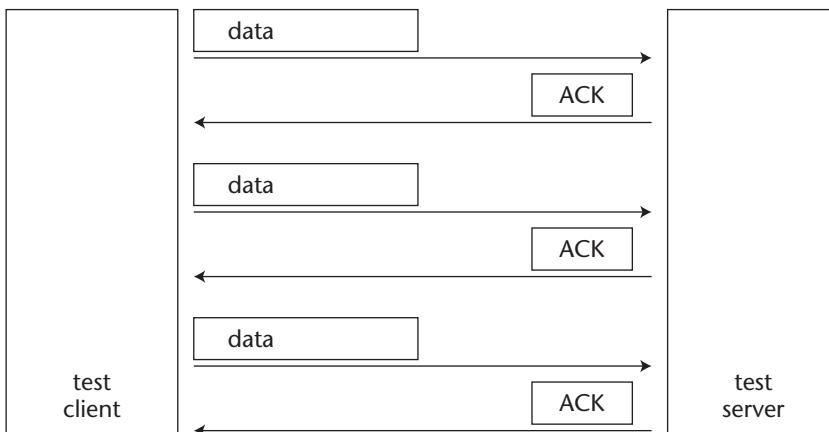 data
ACK
data
ACK
data
ACK
test
client
test
server